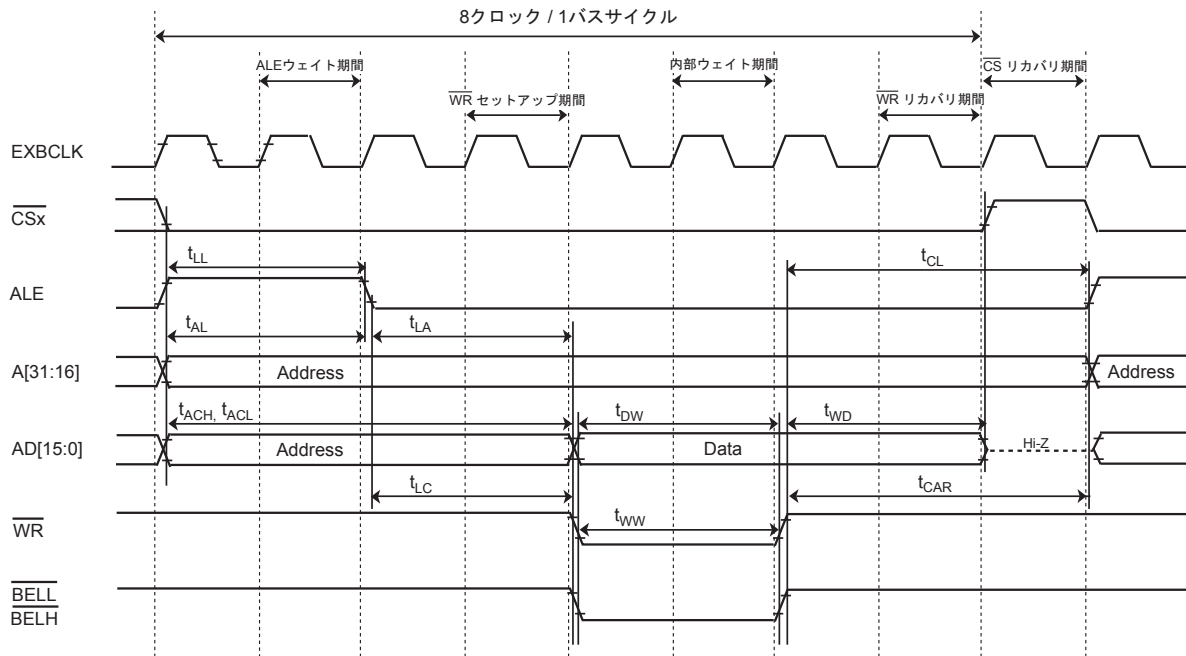 8クロック / 1バスサイクル
ALEウェイト期間
内部ウェイト期間
CS リカバリ期間
WR セットアップ期間
WR リカバリ期間
EXBCLK
CSx
tLL
tCL
ALE
tAL
tLA
A[31:16]
Address
Address
tACH, tACL
tDW
tWD
AD[15:0]
Address
Data
Hi-Z
tLC
tCAR
WR
tWW
BELL
BELH